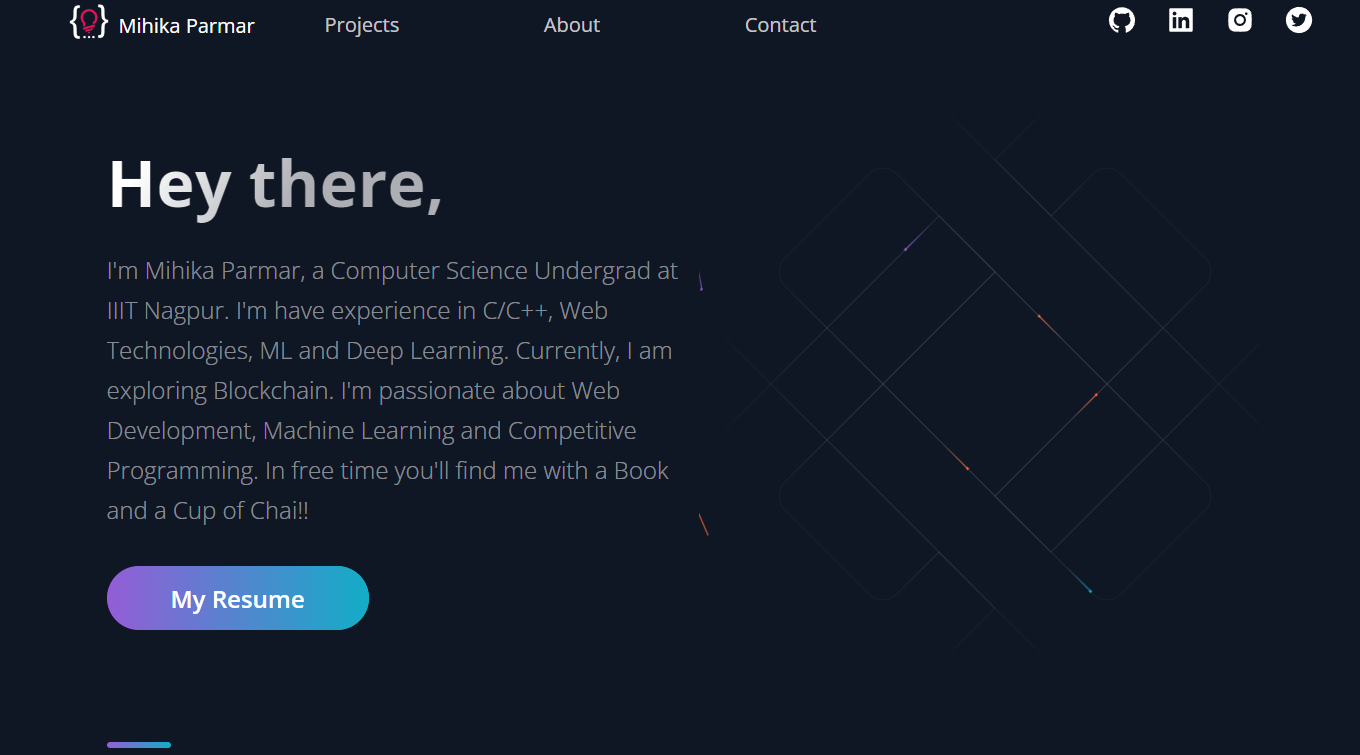 Mihika Parmar Projects About Contact
Hey there,
I'm Mihika Parmar, a Computer Science Undergrad at
IIIT Nagpur. I'm have experience in C/C++, Web
Technologies, ML and Deep Learning. Currently, I am
exploring Blockchain. I'm passionate about Web
Development, Machine Learning and Competitive
Programming. In free time you'll find me with a Book
and a Cup of Chai!!
My Resume